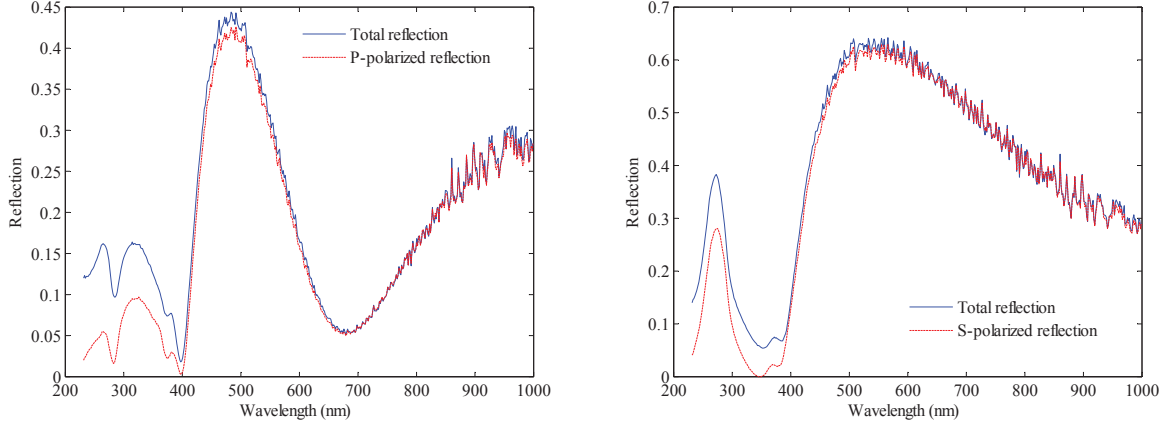 0.45
0.4
0.35
0.3
0.25
0.2
0.15
0.1
0.05
0
Reflection
Total reflection
P-polarized reflection
200 300 400 500 600 700 800 900 1000
Wavelength (nm)
0.7
0.6
0.5
0.4
0.3
0.2
0.1
0
Reflection
Total reflection
S-polarized reflection
200 300 400 500 600 700 800 900 1000
Wavelength (nm)